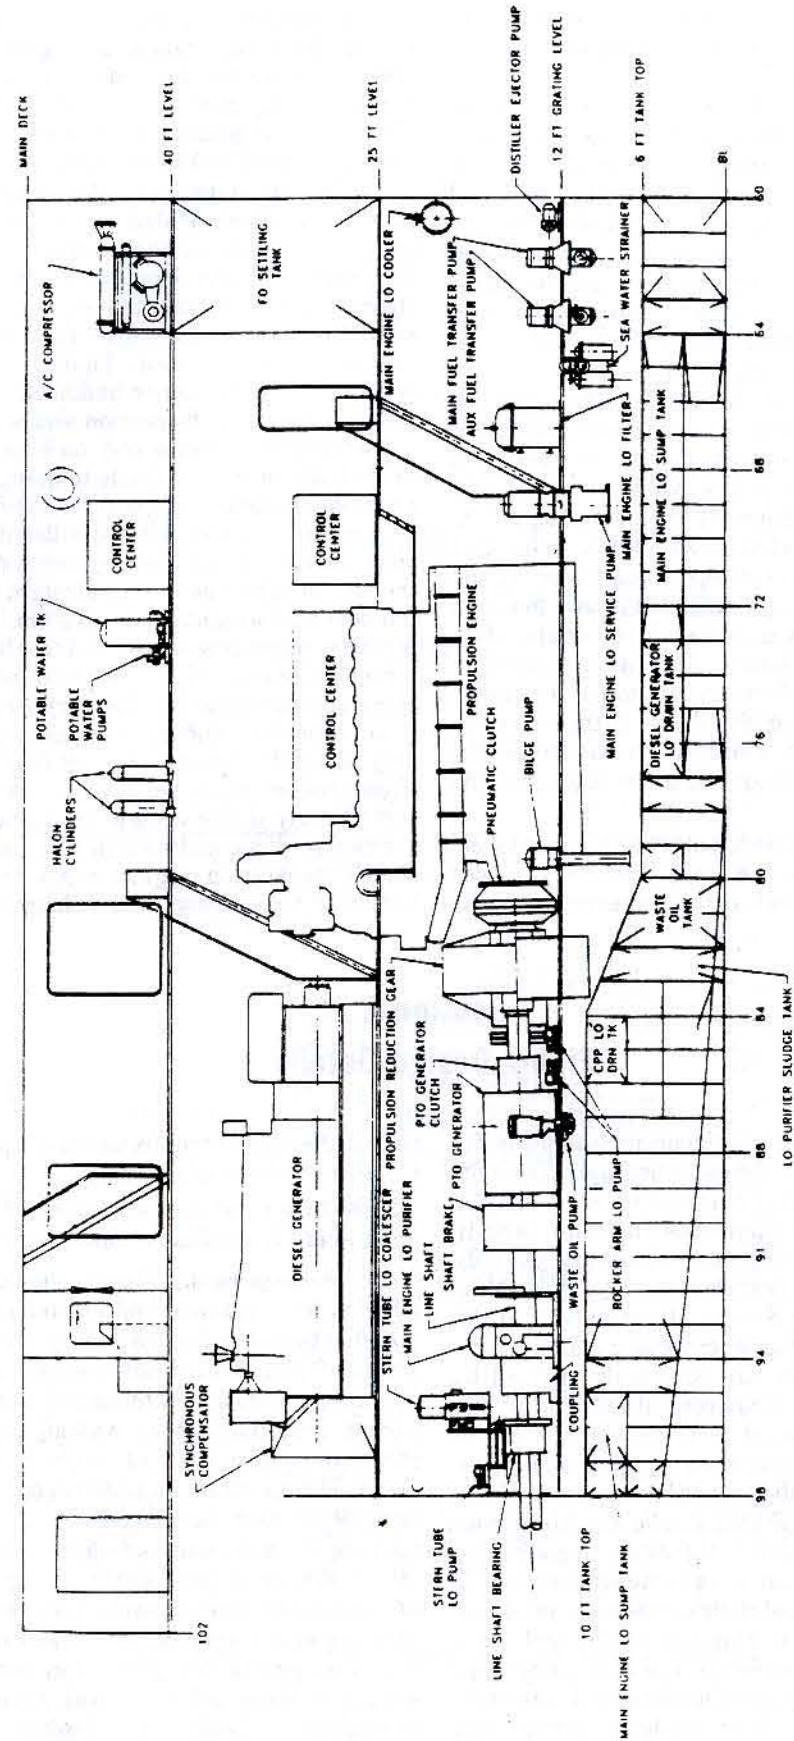 MAIN DECK
40 FT LEVEL
25 FT LEVEL
12 FT GRATING LEVEL
6 FT TANK TOP
BL
A/C COMPRESSOR
FO SETTLING
TANK
MAIN ENGINE LO COOLER
DISTILLER EJECTOR PUMP
MAIN FUEL TRANSFER PUMP
AUX FUEL TRANSFER PUMP
SEA WATER STRAINER
MAIN ENGINE LO FILTER
MAIN ENGINE LO SUMP TANK
MAIN ENGINE LO SERVICE PUMP
CONTROL
CENTER
CONTROL
CENTER
POTABLE WATER TK
POTABLE
WATER
PUMPS
CONTROL CENTER
PROPULSION ENGINE
HALON
CYLINDERS
PNEUMATIC CLUTCH
BILGE PUMP
DIESEL GENERATOR
LO DRAIN TANK
WASTE
OIL
TANK
LO PURIFIER SLUDGE TANK
PROPULSION REDUCTION GEAR
PTO GENERATOR
CLUTCH
PTO GENERATOR
CPP LO
DRN TK
DIESEL GENERATOR
STERN TUBE LO COALESCER
MAIN ENGINE LO PURIFIER
LINE SHAFT
SHAFT BRAKE
WASTE OIL PUMP
ROCKER ARM LO PUMP
SYNCHRONOUS
COMPENSATOR
COUPLING
STERN TUBE
LO PUMP
LINE SHAFT BEARING
10 FT TANK TOP
MAIN ENGINE LO SUMP TANK
102
98
94
91
88
84
80
76
72
68
64
60